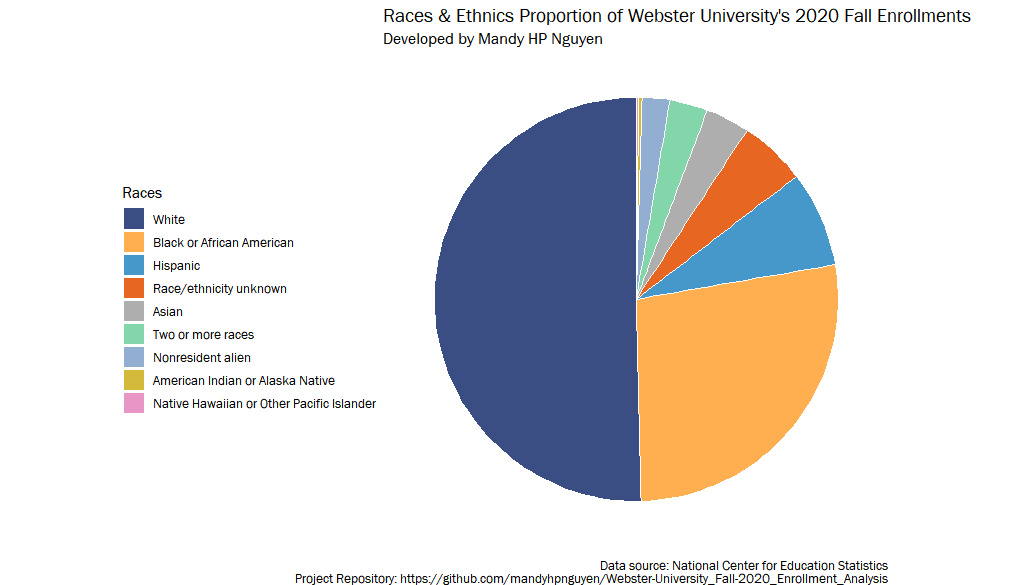 Races & Ethnics Proportion of Webster University's 2020 Fall Enrollments
Developed by Mandy HP Nguyen
Races
White
Black or African American
Hispanic
Race/ethnicity unknown
Asian
Two or more races
Nonresident alien
American Indian or Alaska Native
Native Hawaiian or Other Pacific Islander
Data source: National Center for Education Statistics
Project Repository: https://github.com/mandyhpnguyen/Webster-University_Fall-2020_Enrollment_Analysis